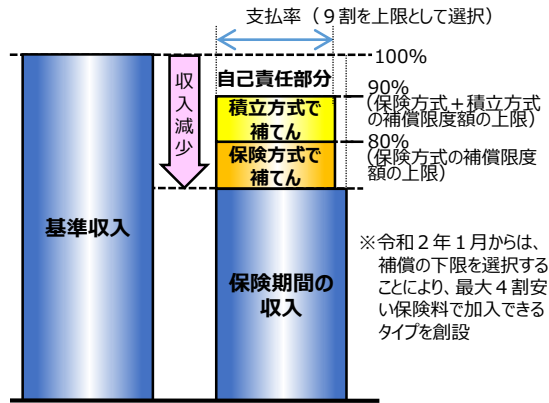 支払率（９割を上限として選択）
100%
自己責任部分
90%
(保険方式＋積立方式
の補償限度額の上限)
収入減少
積立方式で
補てん
80%
(保険方式の補償限度
額の上限)
保険方式で
補てん
基準収入
保険期間の
収入
※令和２年１月からは、
補償の下限を選択する
ことにより、最大４割安
い保険料で加入できる
タイプを創設